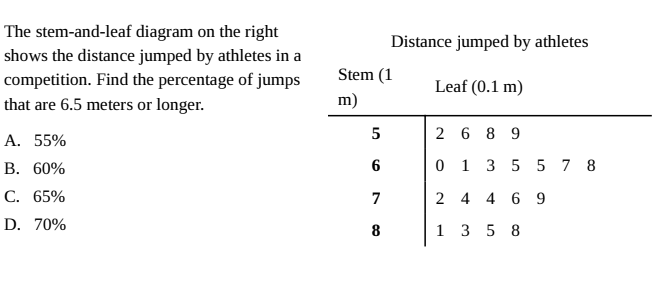 The stem-and-leaf diagram on the right
shows the distance jumped by athletes in a
competition. Find the percentage of jumps
that are 6.5 meters or longer.
A. 55%
B. 60%
C. 65%
D. 70%
Distance jumped by athletes
Stem (1
m)
Leaf (0.1 m)
5 2 6 8 9
6 0 1 3 5 5 7 8
7 2 4 4 6 9
8 1 3 5 8